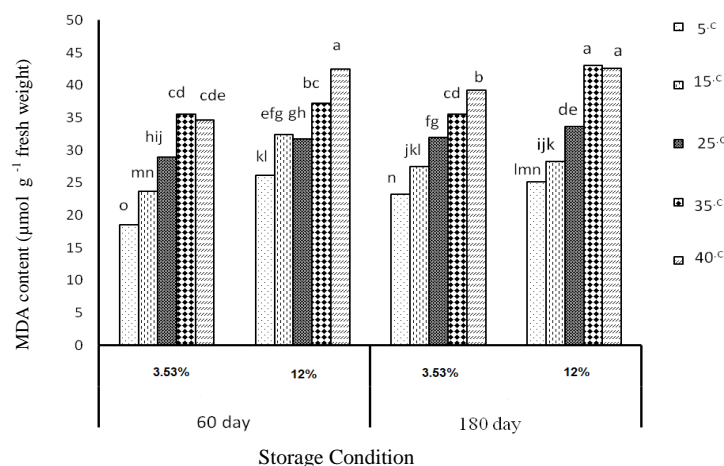 MDA content (µmol g -1 fresh weight)
50
45
40
35
30
25
20
15
10
5
0
o
mn
hij
cd
cde
kl
efg
gh
bc
a
n
jkl
fg
cd
b
lmn
ijk
de
a
a
3.53%
12%
3.53%
12%
60 day
180 day
Storage Condition
5.c
15.c
25.c
35.c
40.c